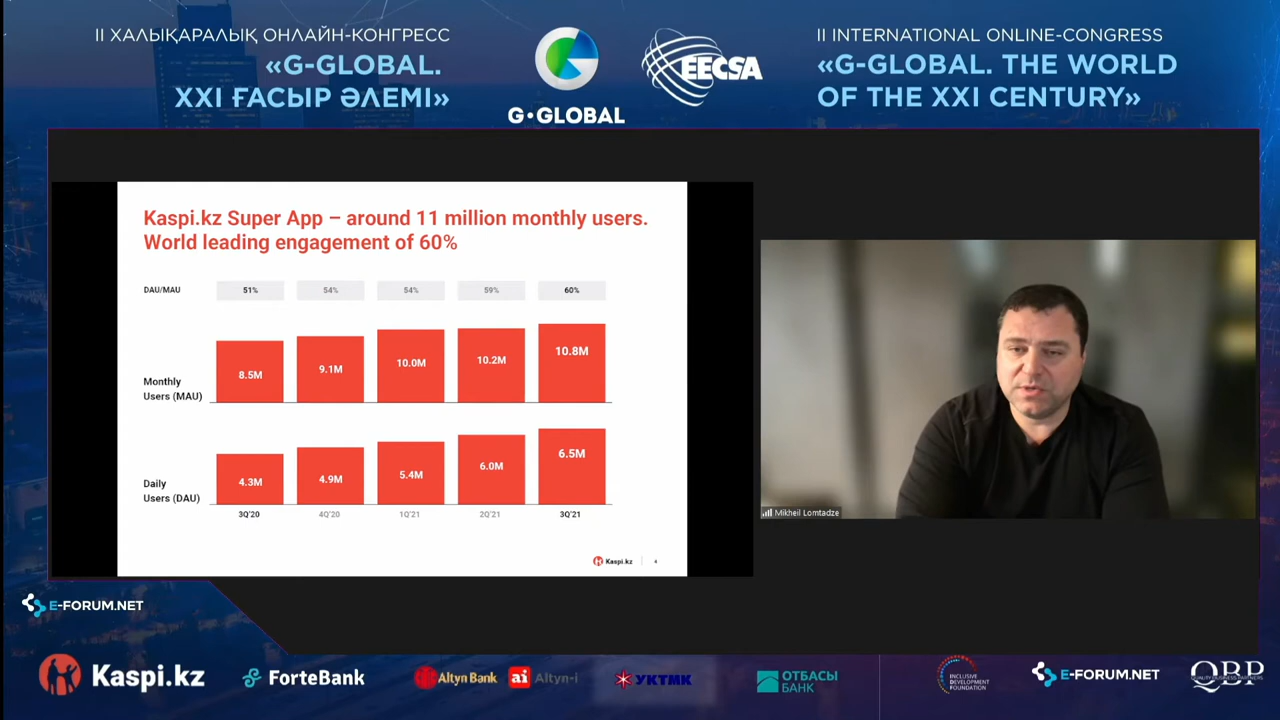 II ХАЛЫҚАРАЛЫҚ ОНЛАЙН-КОНГРЕСС
«G-GLOBAL.
XXI ҒАСЫР ӘЛЕМІ»
G·GLOBAL
EECSA
II INTERNATIONAL ONLINE-CONGRESS
«G-GLOBAL. THE WORLD
OF THE XXI CENTURY»
Kaspi.kz Super App – around 11 million monthly users.
World leading engagement of 60%
DAU/MAU 51% 54% 54% 59% 60%
8.5M 9.1M 10.0M 10.2M 10.8M
Monthly
Users (MAU)
4.3M 4.9M 5.4M 6.0M 6.5M
Daily
Users (DAU)
3Q'20 4Q'20 1Q'21 2Q'21 3Q'21
Kaspi.kz 4
Mikheil Lomtadze
E-FORUM.NET
Kaspi.kz
ForteBank
Altyn Bank
ai Altyn-i
УКТМК
ОТБАСЫ
БАНК
INCLUSIVE
DEVELOPMENT
FOUNDATION
E-FORUM.NET
QBP
QUALITY BUSINESS PARTNERS